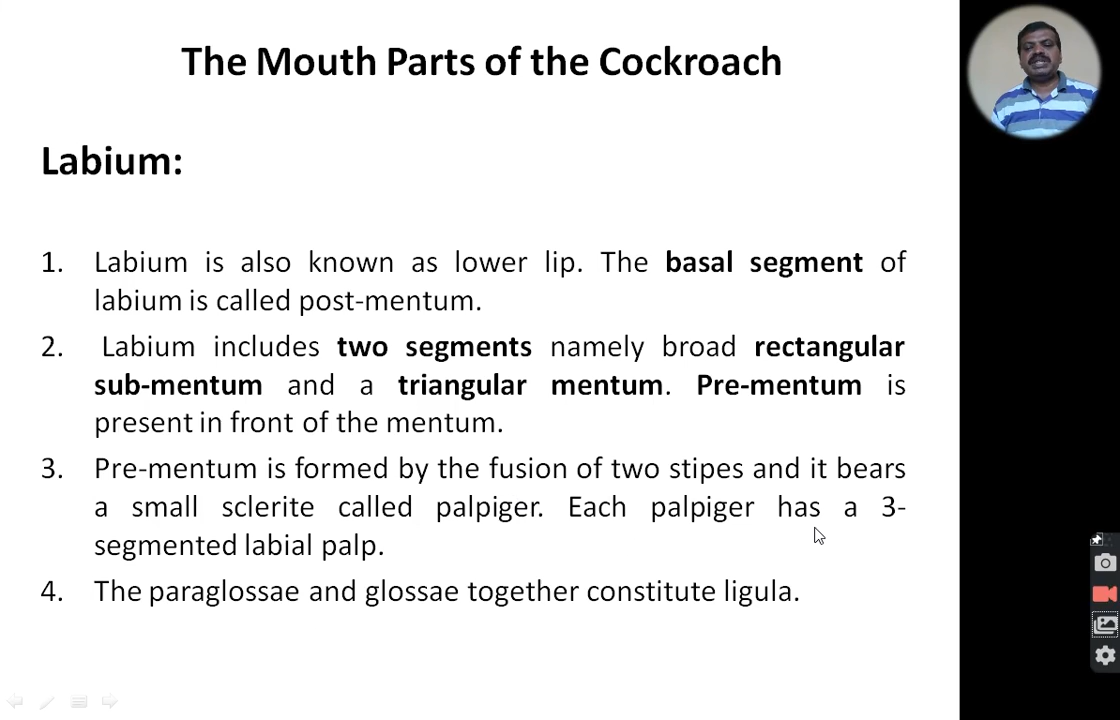 The Mouth Parts of the Cockroach
Labium:
1. Labium is also known as lower lip. The basal segment of
labium is called post-mentum.
2. Labium includes two segments namely broad rectangular
sub-mentum and a triangular mentum. Pre-mentum is
present in front of the mentum.
3. Pre-mentum is formed by the fusion of two stipes and it bears
a small sclerite called palpiger. Each palpiger has a 3-
segmented labial palp.
4. The paraglossae and glossae together constitute ligula.